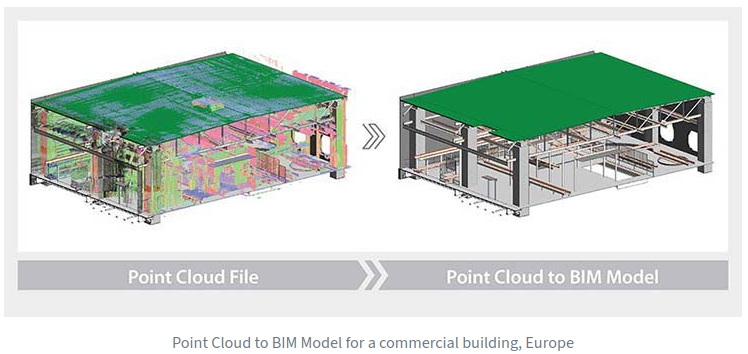 Point Cloud File
Point Cloud to BIM Model
Point Cloud to BIM Model for a commercial building, Europe